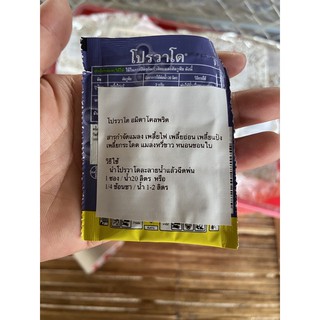 โปรวาโด
โปรวาโด อมิดาโคลพริด
สารกำจัดแมลง เพลี้ยไฟ เพลี้ยอ่อน เพลี้ยแป้ง
เพลี้ยกระโดด แมลงหวี่ขาว หนอนชอนใบ
วิธีใช้
นำโปรวาโดละลายน้ำแล้วฉีดพ่น
1 ซอง / น้ำ20 ลิตร หรือ
1/4 ช้อนชา / น้ำ 1-2 ลิตร